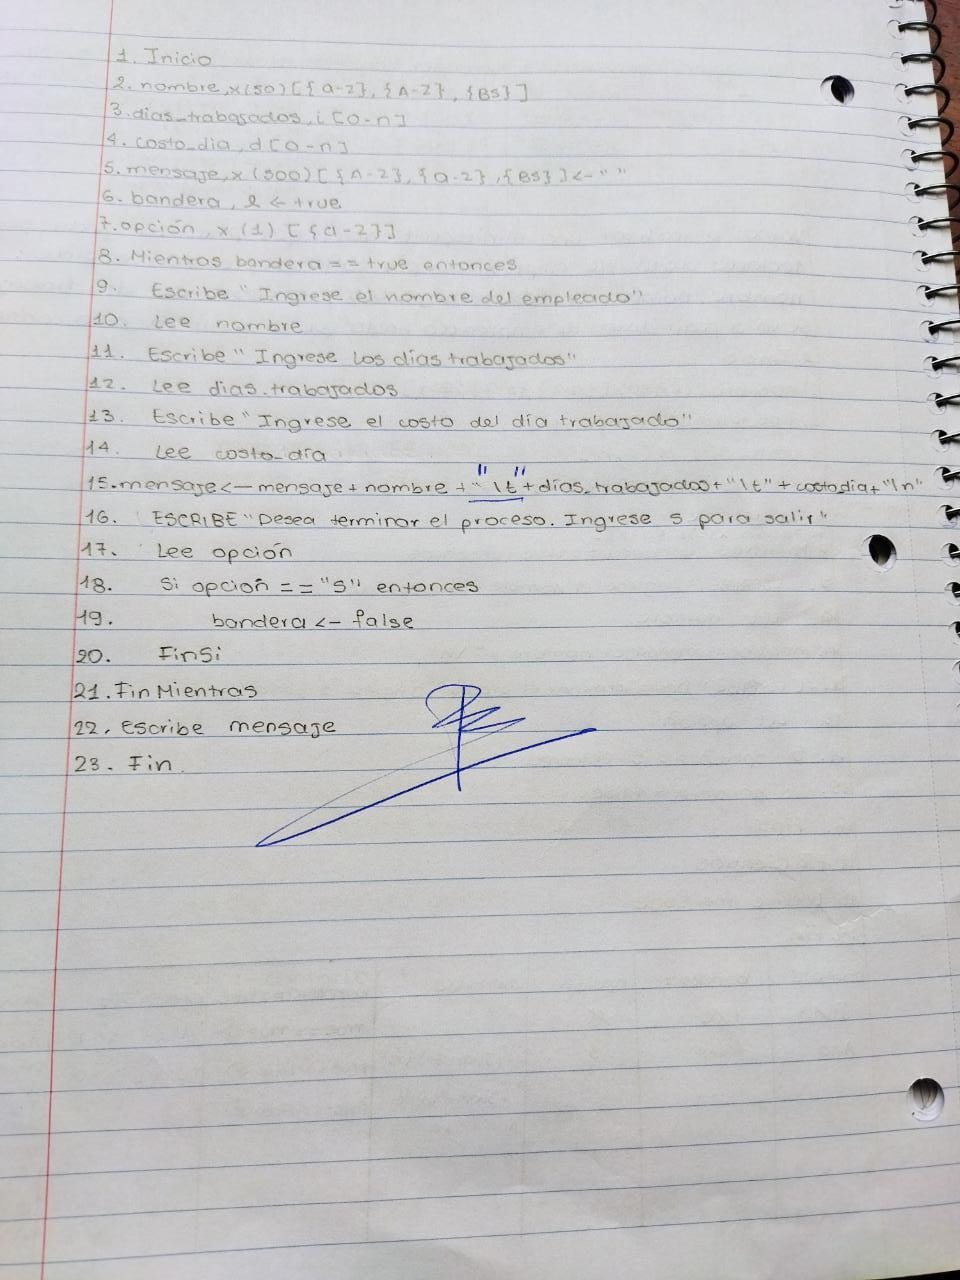 1. Inicio
2. nombre, x(50) [{a-z}, {A-Z}, {BS}]
3. dias_trabajados, i [0-n]
4. costo_dia, d [0-n]
5. mensaje, x (500) [{A-Z}, {a-z}, {BS}] <- " "
6. bandera, l <- true
7. opción, x (1) [{a-z}]
8. Mientras bandera == true entonces
9. Escribe "Ingrese el nombre del empleado"
10. Lee nombre
11. Escribe "Ingrese los días trabajados"
12. Lee dias_trabajados
13. Escribe "Ingrese el costo del día trabajado"
14. Lee costo_día
15. mensaje <- mensaje + nombre + "\t" + días_trabajados + "\t" + costo_dia + "\n"
16. ESCRIBE "Desea terminar el proceso. Ingrese s para salir"
17. Lee opción
18. Si opción == "S" entonces
19. bandera <- false
20. FinSi
21. FinMientras
22. escribe mensaje
23. Fin.